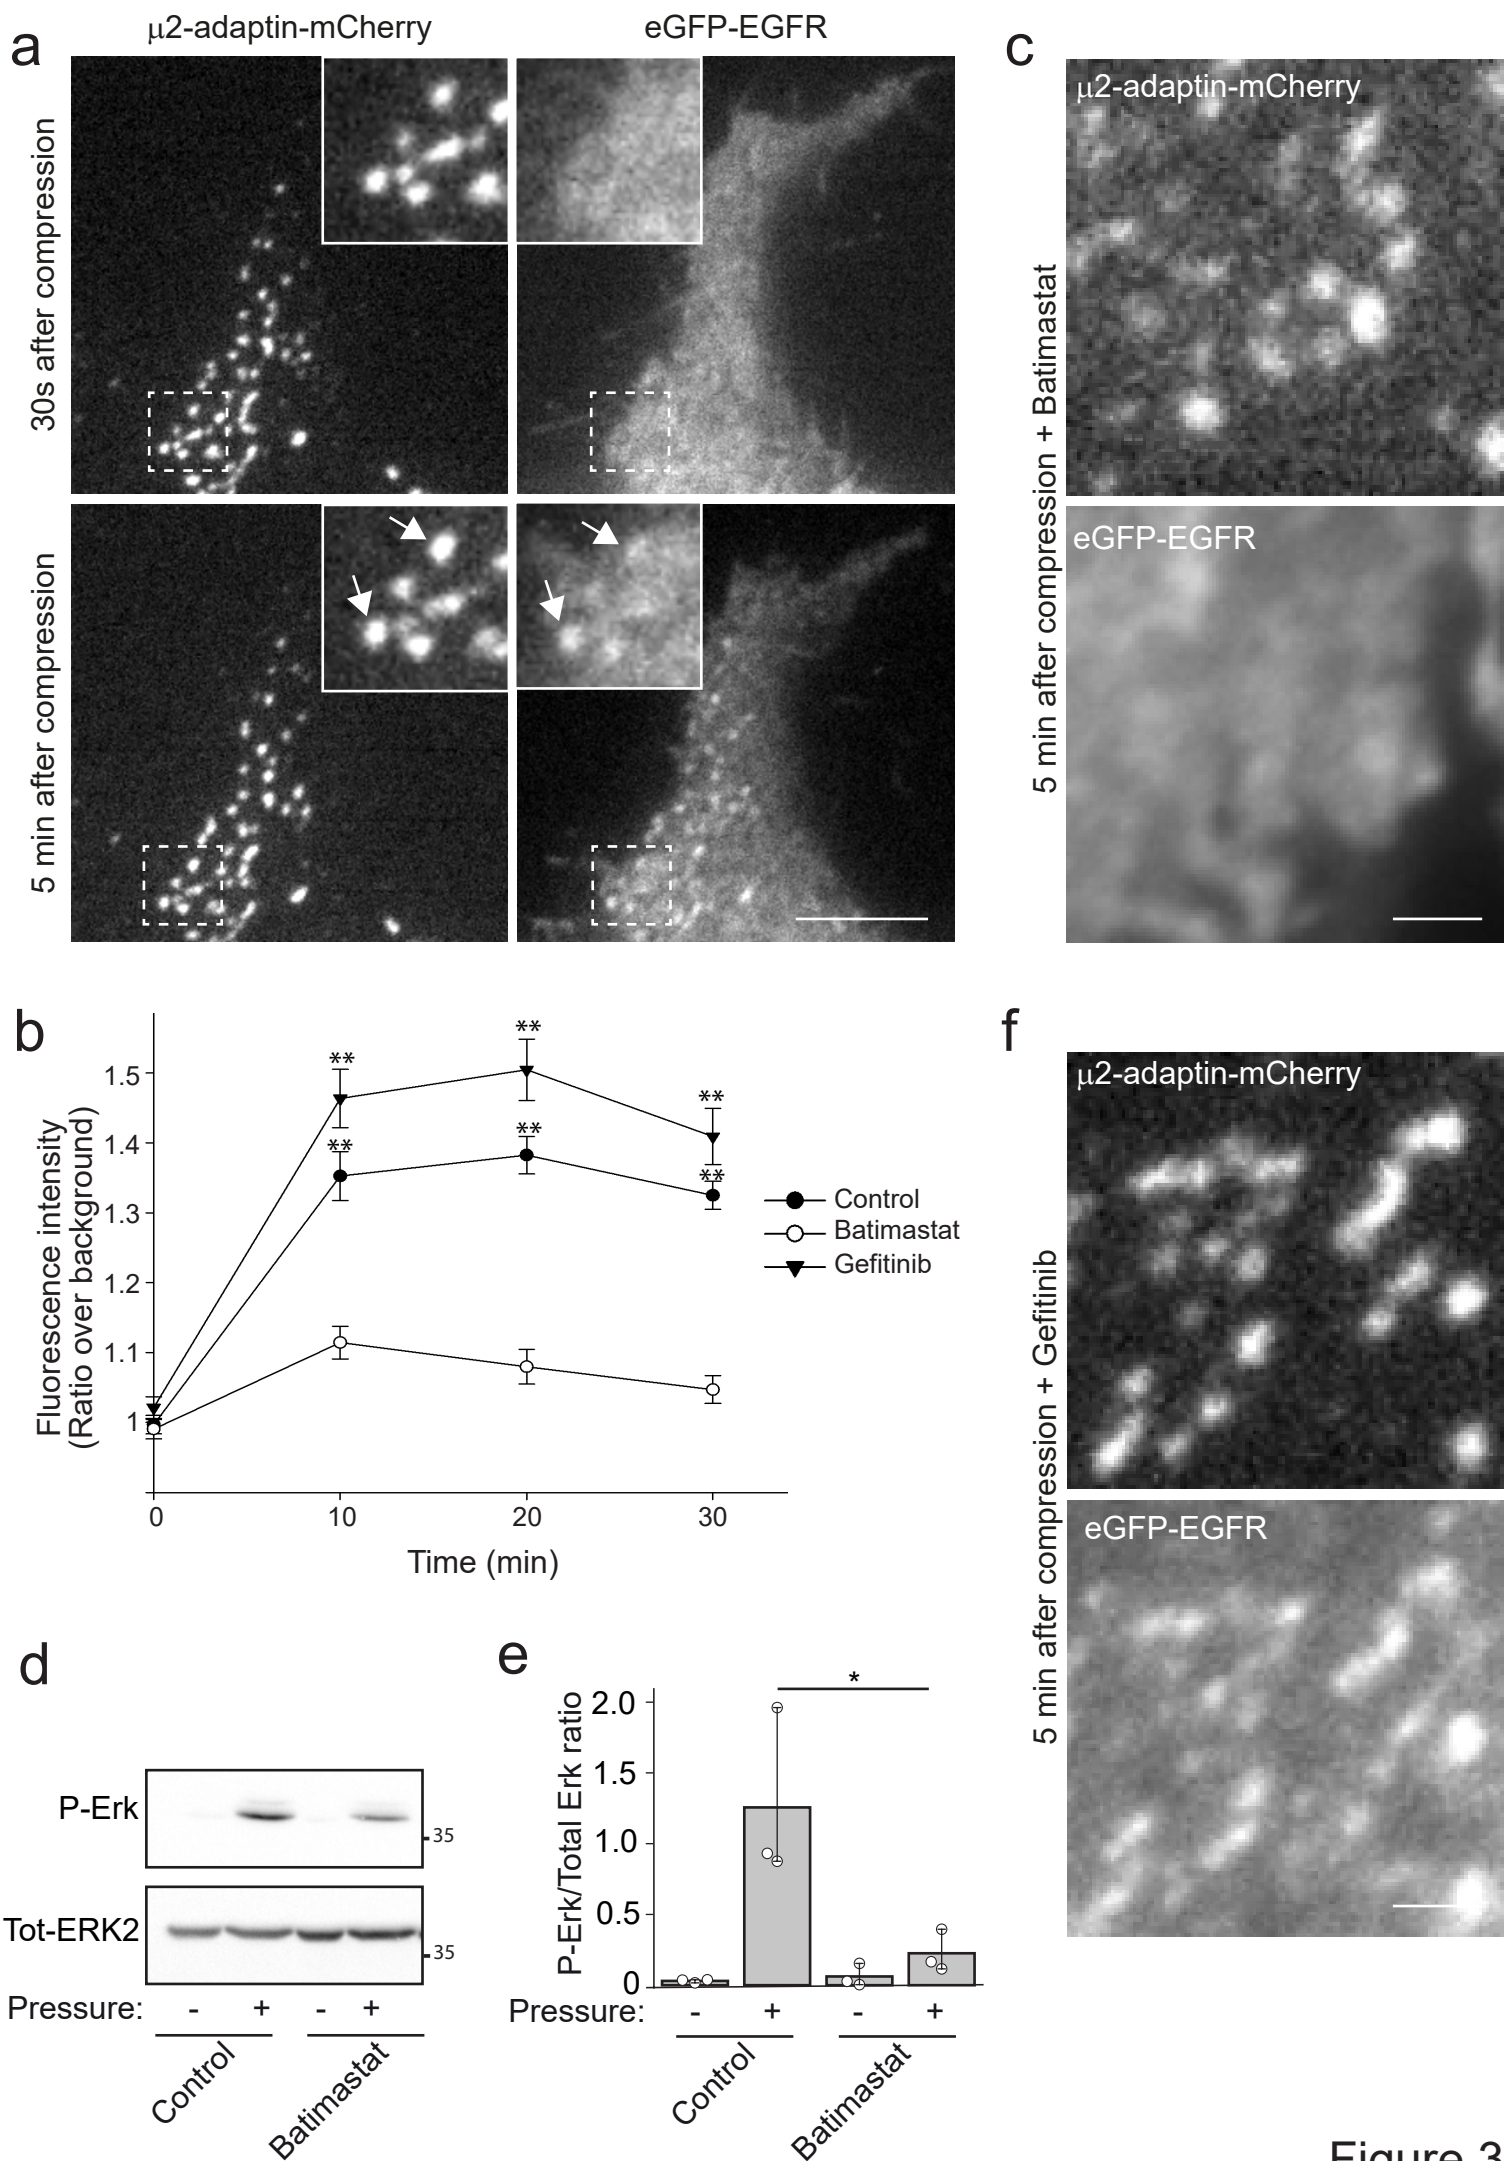 a
μ2-adaptin-mCherry
eGFP-EGFR
30s after compression
5 min after compression
c
μ2-adaptin-mCherry
eGFP-EGFR
5 min after compression + Batimastat
b
Fluorescence intensity
(Ratio over background)
1.5
1.4
1.3
1.2
1.1
1
**
**
**
**
**
**
0
10
20
30
Time (min)
Control
Batimastat
Gefitinib
f
μ2-adaptin-mCherry
eGFP-EGFR
5 min after compression + Gefitinib
d
P-Erk
35
Tot-ERK2
35
Pressure: - + - +
Control
Batimastat
e
P-Erk/Total Erk ratio
2.0
1.5
1.0
0.5
0
*
Pressure: - + - +
Control
Batimastat
Figure 3